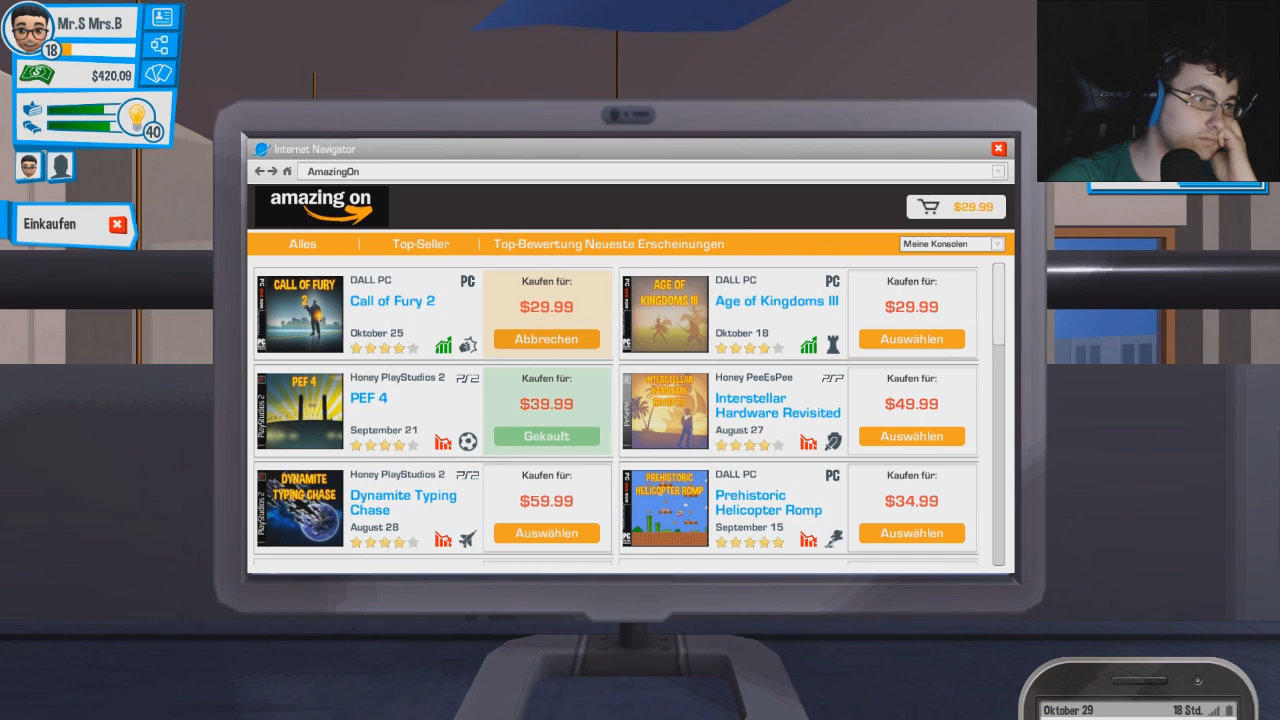 Mr.S Mrs.B
18
$420.09
40
Einkaufen
Internet Navigator
AmazingOn
amazing on
$29.99
Alles
Top-Seller
Top-Bewertung Neueste Erscheinungen
Meine Konsolen
CALL OF FURY
2
DALL PC
PC
Call of Fury 2
Oktober 25
Kaufen für:
$29.99
Abbrechen
AGE OF
KINGDOMS III
DALL PC
PC
Age of Kingdoms III
Oktober 18
Kaufen für:
$29.99
Auswählen
PEF 4
PlayStudios 2
Honey PlayStudios 2
PS2
PEF 4
September 21
Kaufen für:
$39.99
Gekauft
INTERSTELLAR
HARDWARE
REVISITED
PeEsPe
Honey PeeEsPee
PSP
Interstellar
Hardware Revisited
August 27
Kaufen für:
$49.99
Auswählen
DYNAMITE
TYPING CHASE
PlayStudios 2
Honey PlayStudios 2
PS2
Dynamite Typing
Chase
August 28
Kaufen für:
$59.99
Auswählen
PREHISTORIC
HELICOPTER ROMP
DALL PC
PC
Prehistoric
Helicopter Romp
September 15
Kaufen für:
$34.99
Auswählen
Oktober 29
18 Std.